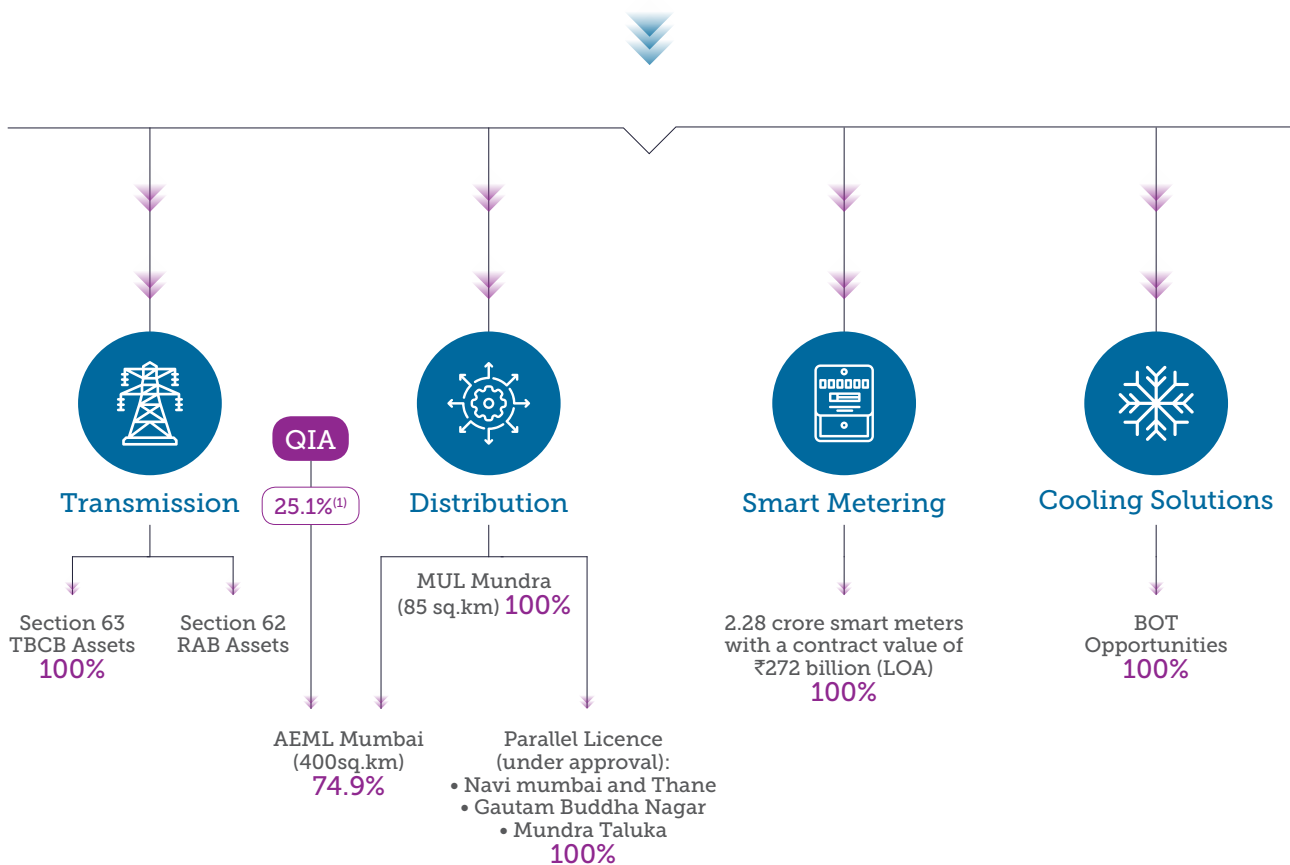 QIA
25.1%(1)
Transmission
Distribution
Smart Metering
Cooling Solutions
Section 63
TBCB Assets
100%
Section 62
RAB Assets
MUL Mundra
(85 sq.km) 100%
2.28 crore smart meters
with a contract value of
₹272 billion (LOA)
100%
BOT
Opportunities
100%
AEML Mumbai
(400sq.km)
74.9%
Parallel Licence
(under approval):
• Navi mumbai and Thane
• Gautam Buddha Nagar
• Mundra Taluka
100%